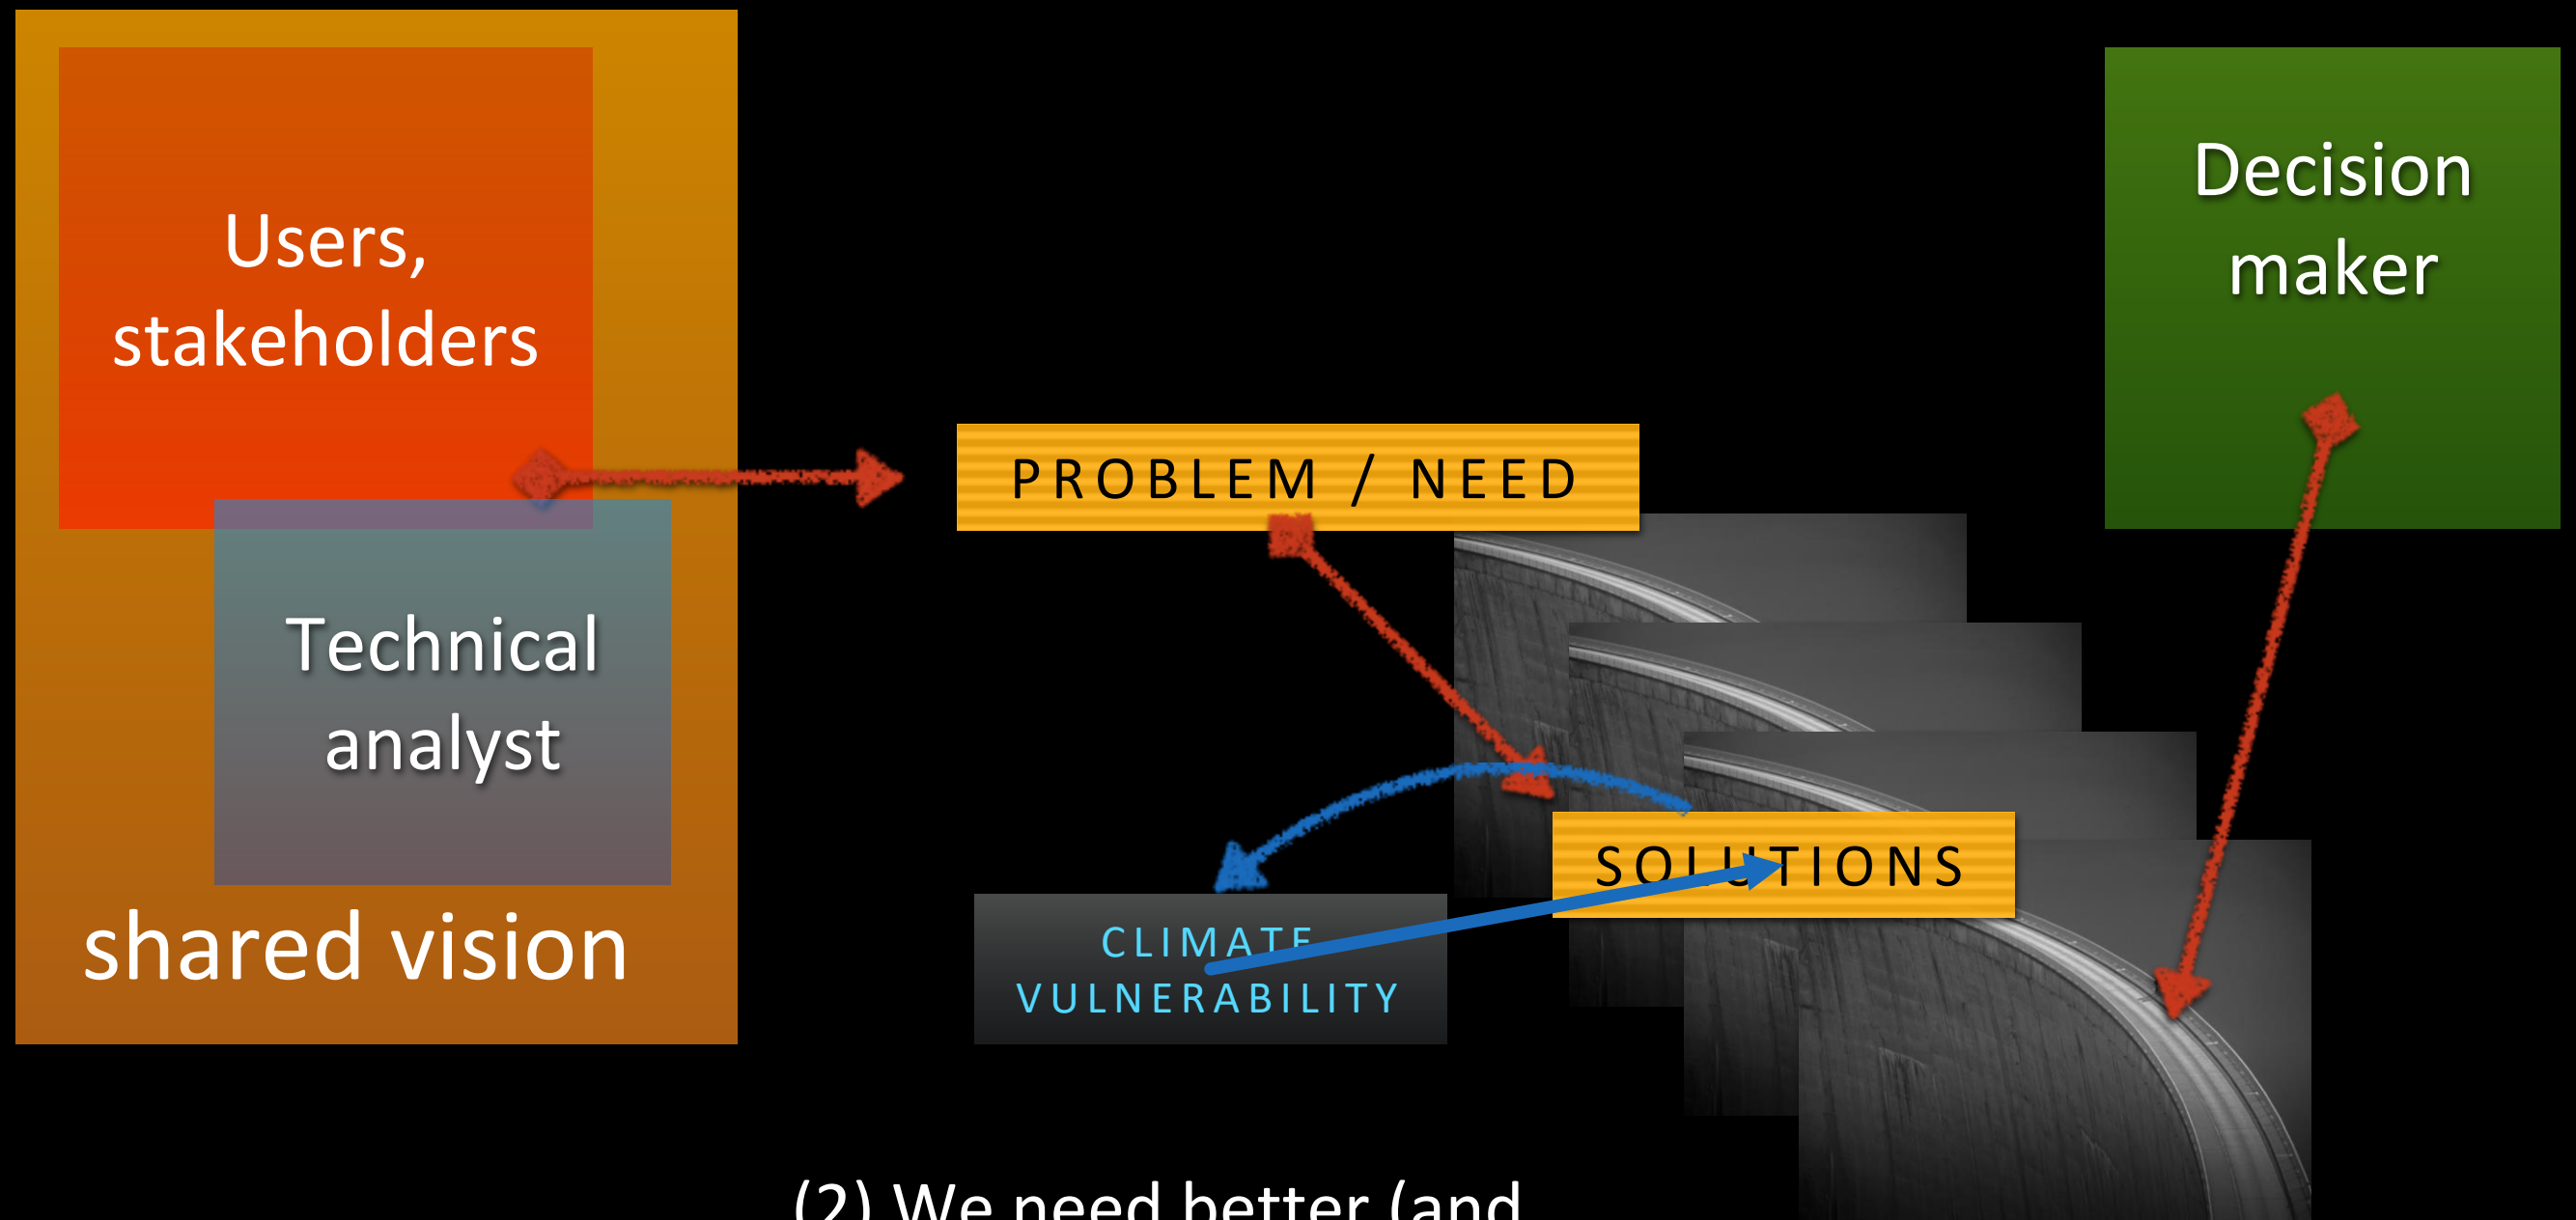 Users,
stakeholders
Technical
analyst
shared vision
PROBLEM / NEED
Decision
maker
SOLUTIONS
CLIMATE
VULNERABILITY
(2) We need better (and